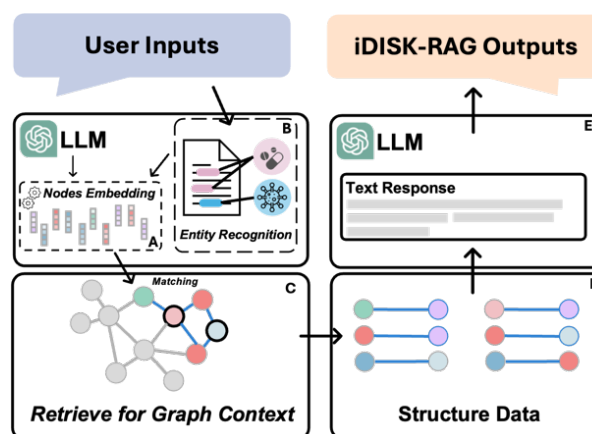 User Inputs
iDISK-RAG Outputs
LLM
B
Nodes Embedding
A
Entity Recognition
E
LLM
Text Response
Matching
C
Retrieve for Graph Context
Structure Data